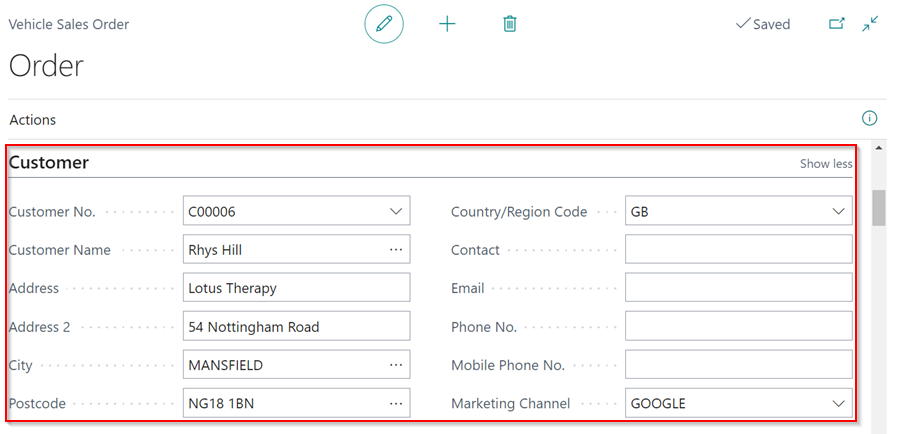 Vehicle Sales Order
Saved
Order
Actions
Customer
Show less
Customer No.
C00006
Country/Region Code
GB
Customer Name
Rhys Hill
Contact
Address
Lotus Therapy
Email
Address 2
54 Nottingham Road
Phone No.
City
MANSFIELD
Mobile Phone No.
Postcode
NG18 1BN
Marketing Channel
GOOGLE